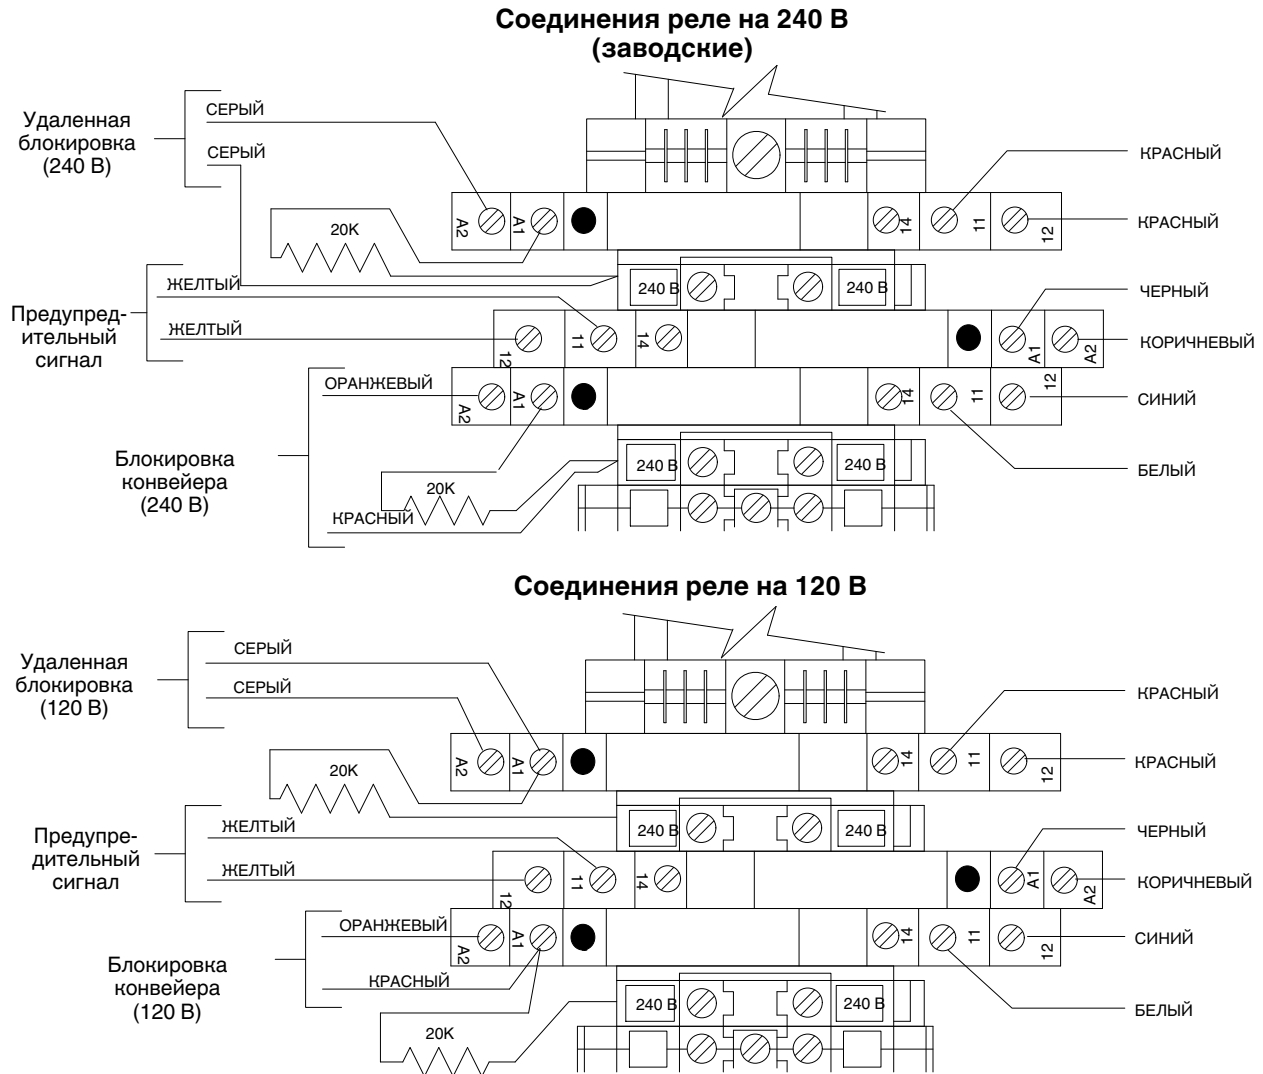 Соединения реле на 240 В
(заводские)
Удаленная
блокировка
(240 В)
СЕРЫЙ
СЕРЫЙ
КРАСНЫЙ
КРАСНЫЙ
A2
A1
14
11
12
20K
240 В
240 В
Предупред-
ительный
сигнал
ЖЕЛТЫЙ
ЖЕЛТЫЙ
ЧЕРНЫЙ
КОРИЧНЕВЫЙ
12
11
14
A1
A2
Блокировка
конвейера
(240 В)
ОРАНЖЕВЫЙ
КРАСНЫЙ
A2
A1
14
11
12
СИНИЙ
БЕЛЫЙ
20K
240 В
240 В
Соединения реле на 120 В
Удаленная
блокировка
(120 В)
СЕРЫЙ
СЕРЫЙ
КРАСНЫЙ
КРАСНЫЙ
A2
A1
14
11
12
20K
240 В
240 В
Предупре-
дительный
сигнал
ЖЕЛТЫЙ
ЖЕЛТЫЙ
ЧЕРНЫЙ
КОРИЧНЕВЫЙ
12
11
14
A1
A2
Блокировка
конвейера
(120 В)
ОРАНЖЕВЫЙ
КРАСНЫЙ
A2
A1
14
11
12
СИНИЙ
БЕЛЫЙ
20K
240 В
240 В